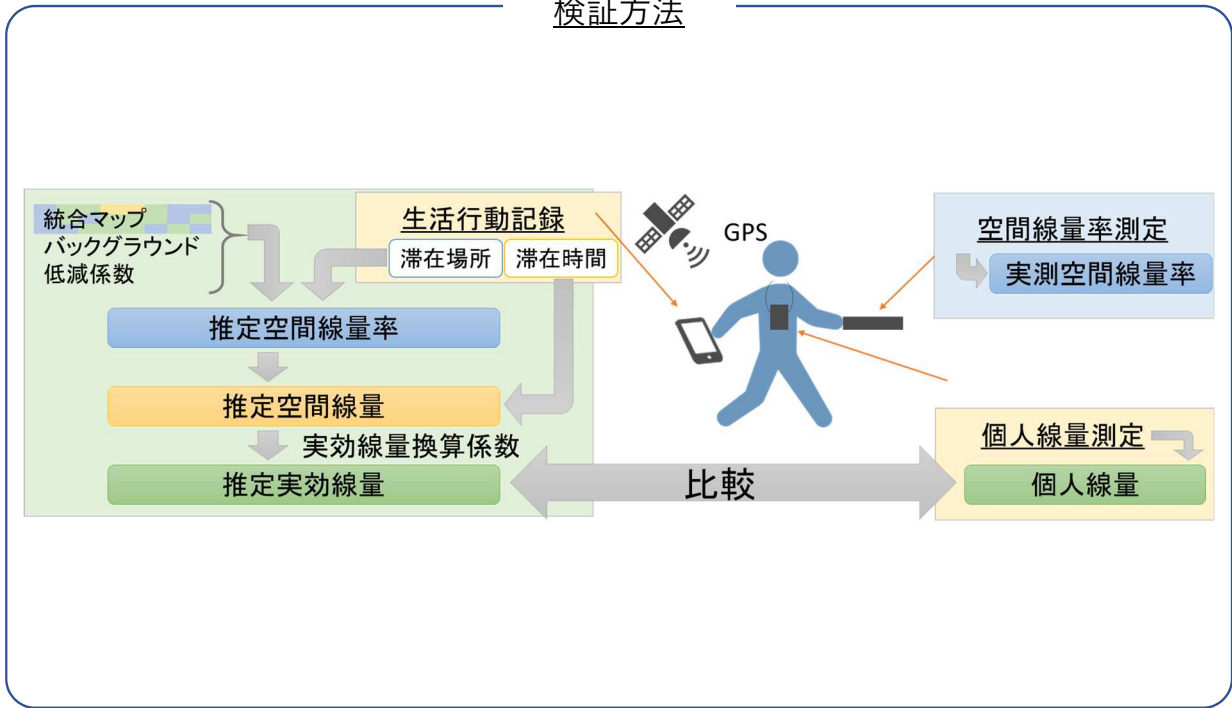 検証方法
統合マップ
バックグラウンド
低減係数
生活行動記録
滞在場所 滞在時間
推定空間線量率
推定空間線量
実効線量換算係数
推定実効線量
GPS
比較
空間線量率測定
実測空間線量率
個人線量測定
個人線量